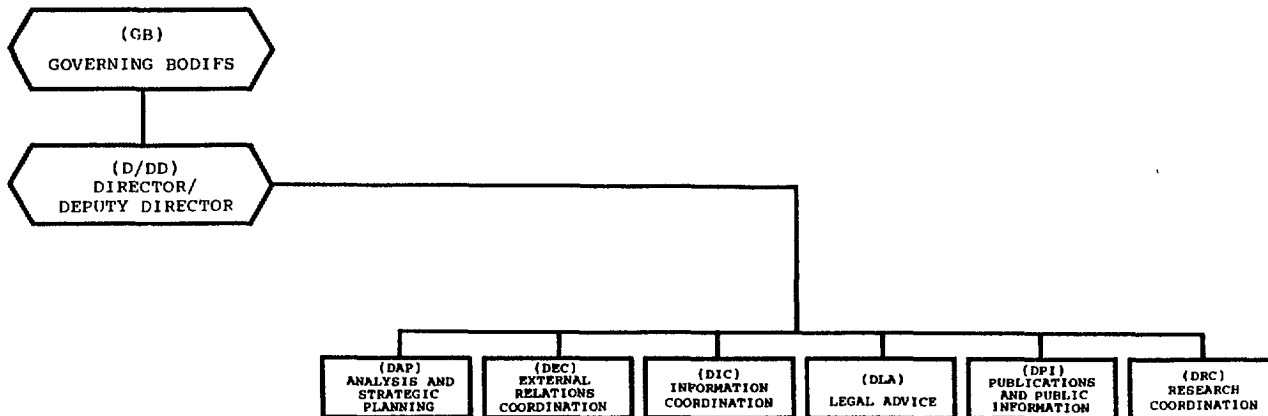 (GB)
GOVERNING BODIFS
(D/DD)
DIRECTOR/
DEPUTY DIRECTOR
(DAP)
ANALYSIS AND
STRATEGIC
PLANNING
(DEC)
EXTERNAL
RELATIONS
COORDINATION
(DIC)
INFORMATION
COORDINATION
(DLA)
LEGAL ADVICE
(DPI)
PUBLICATIONS
AND PUBLIC
INFORMATION
(DRC)
RESEARCH
COORDINATION